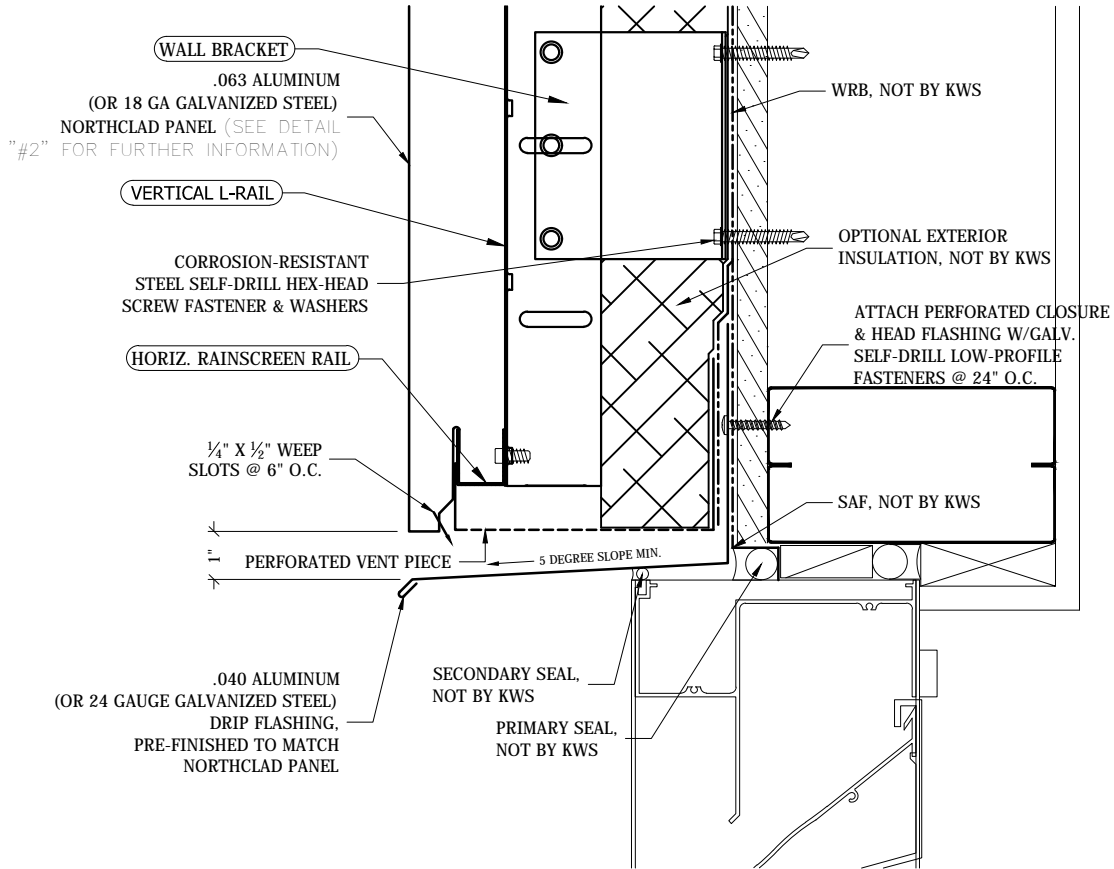 WALL BRACKET
.063 ALUMINUM
(OR 18 GA GALVANIZED STEEL)
NORTHCLAD PANEL (SEE DETAIL
"#2" FOR FURTHER INFORMATION)
VERTICAL L-RAIL
CORROSION-RESISTANT
STEEL SELF-DRILL HEX-HEAD
SCREW FASTENER & WASHERS
HORIZ. RAINSCREEN RAIL
¼" X ½" WEEP
SLOTS @ 6" O.C.
1"
PERFORATED VENT PIECE
5 DEGREE SLOPE MIN.
.040 ALUMINUM
(OR 24 GAUGE GALVANIZED STEEL)
DRIP FLASHING,
PRE-FINISHED TO MATCH
NORTHCLAD PANEL
WRB, NOT BY KWS
OPTIONAL EXTERIOR
INSULATION, NOT BY KWS
ATTACH PERFORATED CLOSURE
& HEAD FLASHING W/GALV.
SELF-DRILL LOW-PROFILE
FASTENERS @ 24" O.C.
SAF, NOT BY KWS
SECONDARY SEAL,
NOT BY KWS
PRIMARY SEAL,
NOT BY KWS